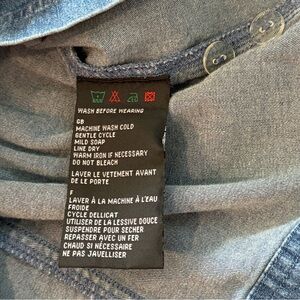 WASH BEFORE WEARING
GB
MACHINE WASH COLD
GENTLE CYCLE
MILD SOAP
LINE DRY
WARM IRON IF NECESSARY
DO NOT BLEACH
LAVER LE VETEMENT AVANT
DE LE PORTE
F
LAVER À LA MACHINE À L'EAU
FROIDE
CYCLE DELLICAT
UTILISER DE LA LESSIVE DOUCE
SUSPENDRE POUR SECHER
REPASSER AVEC UN FER
CHAUD SI NÉCESSAIRE
NE PAS JAVELLISER